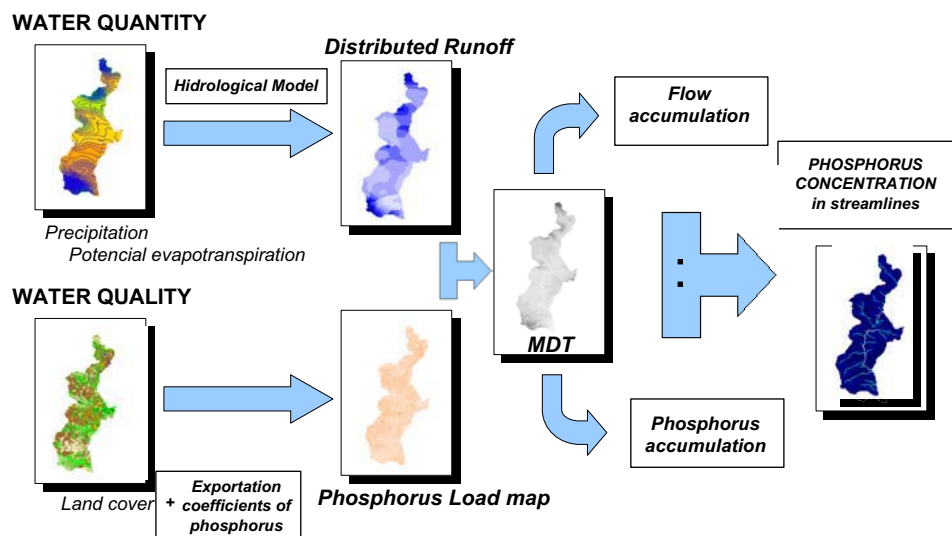 WATER QUANTITY
Distributed Runoff
Hidrological Model
Flow
accumulation
Precipitation
Potencial evapotranspiration
PHOSPHORUS
CONCENTRATION
in streamlines
WATER QUALITY
:
MDT
Phosphorus
accumulation
Land cover
+
Exportation
coefficients of
phosphorus
Phosphorus Load map